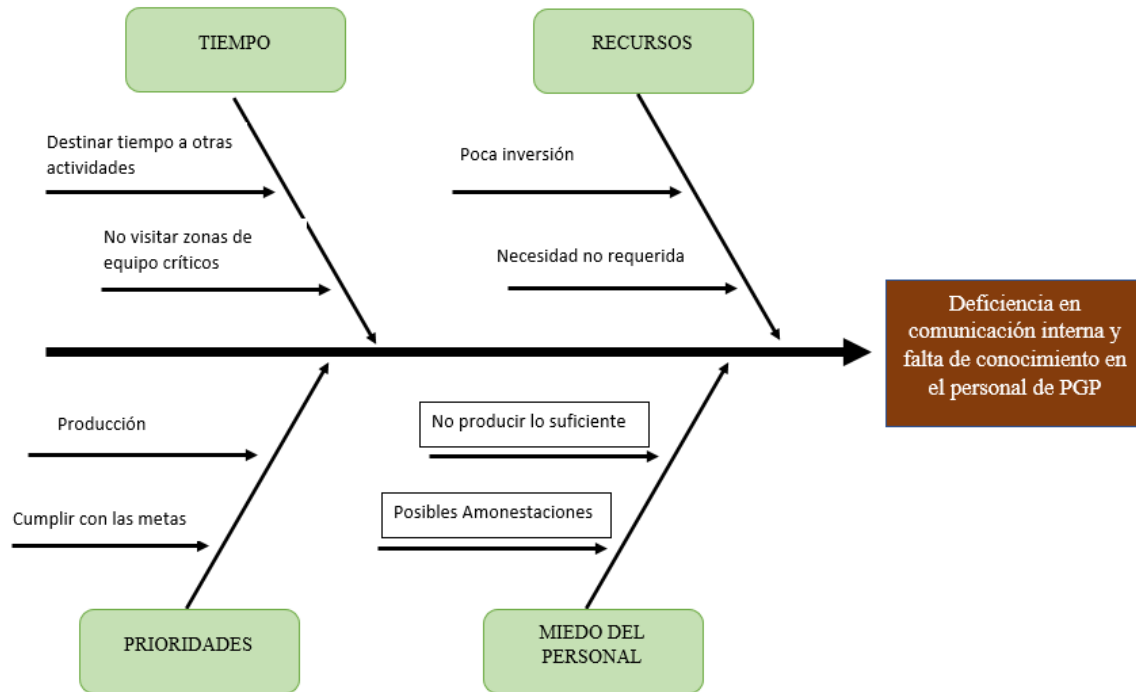 TIEMPO
RECURSOS
Destinar tiempo a otras
actividades
Poca inversión
No visitar zonas de
equipo críticos
Necesidad no requerida
Deficiencia en
comunicación interna y
falta de conocimiento en
el personal de PGP
Producción
No producir lo suficiente
Cumplir con las metas
Posibles Amonestaciones
PRIORIDADES
MIEDO DEL
PERSONAL